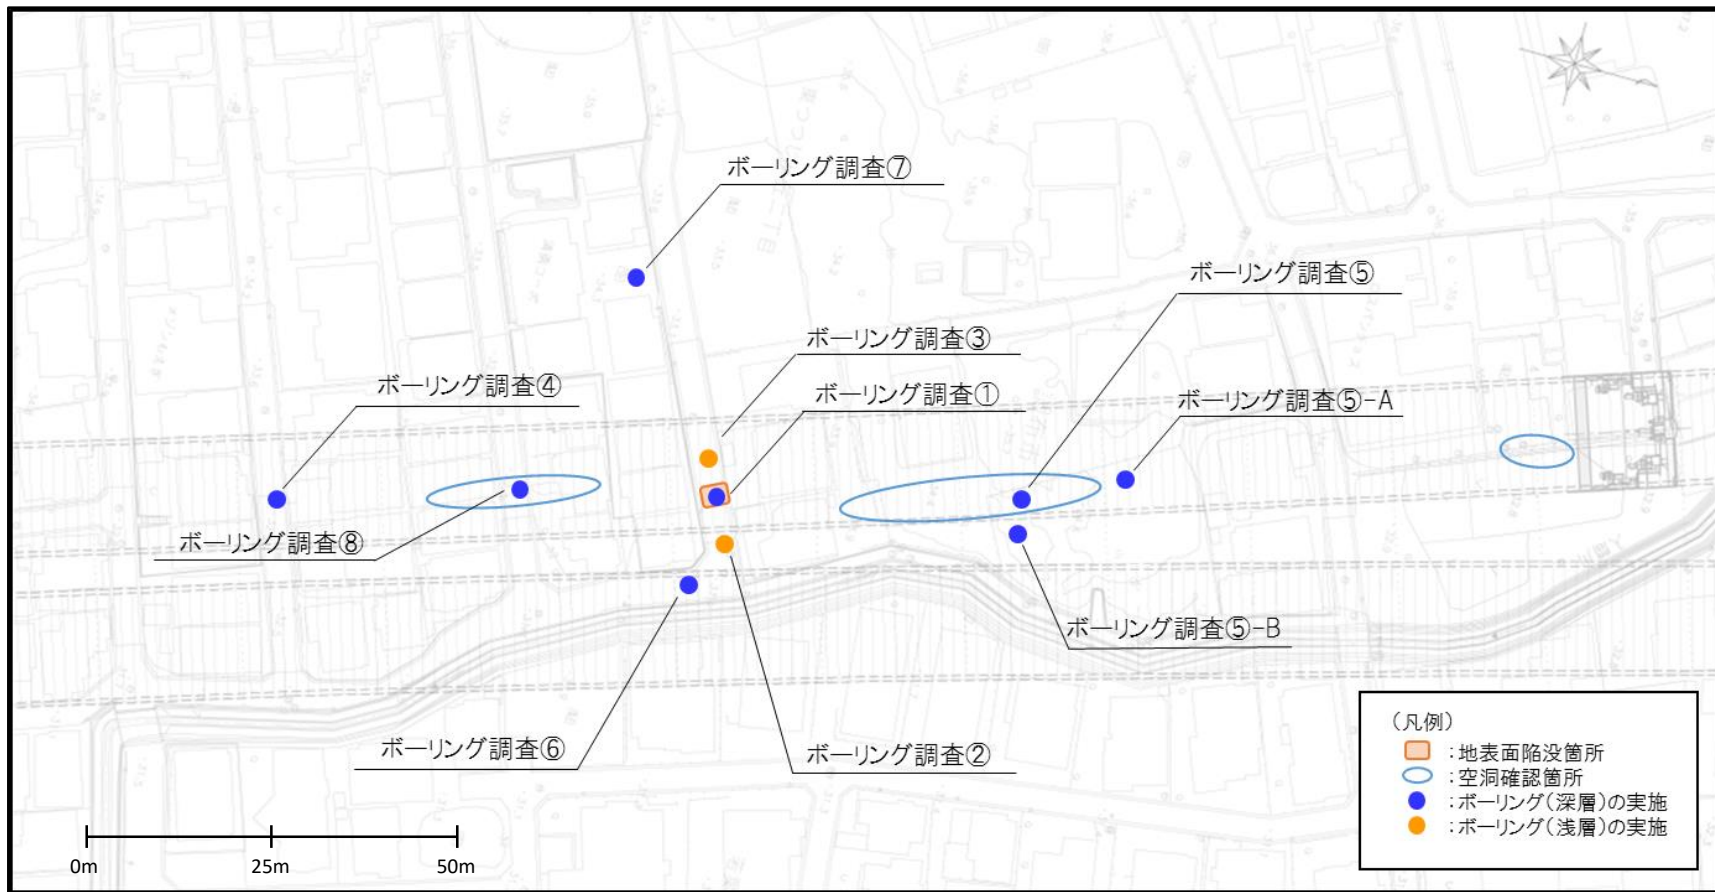 ボーリング調査⑦
ボーリング調査⑤
ボーリング調査③
ボーリング調査④
ボーリング調査①
ボーリング調査⑤-A
ボーリング調査⑧
ボーリング調査⑤-B
ボーリング調査⑥
ボーリング調査②
(凡例)
:地表面陥没箇所
:空洞確認箇所
:ボーリング(深層)の実施
:ボーリング(浅層)の実施
0m
25m
50m